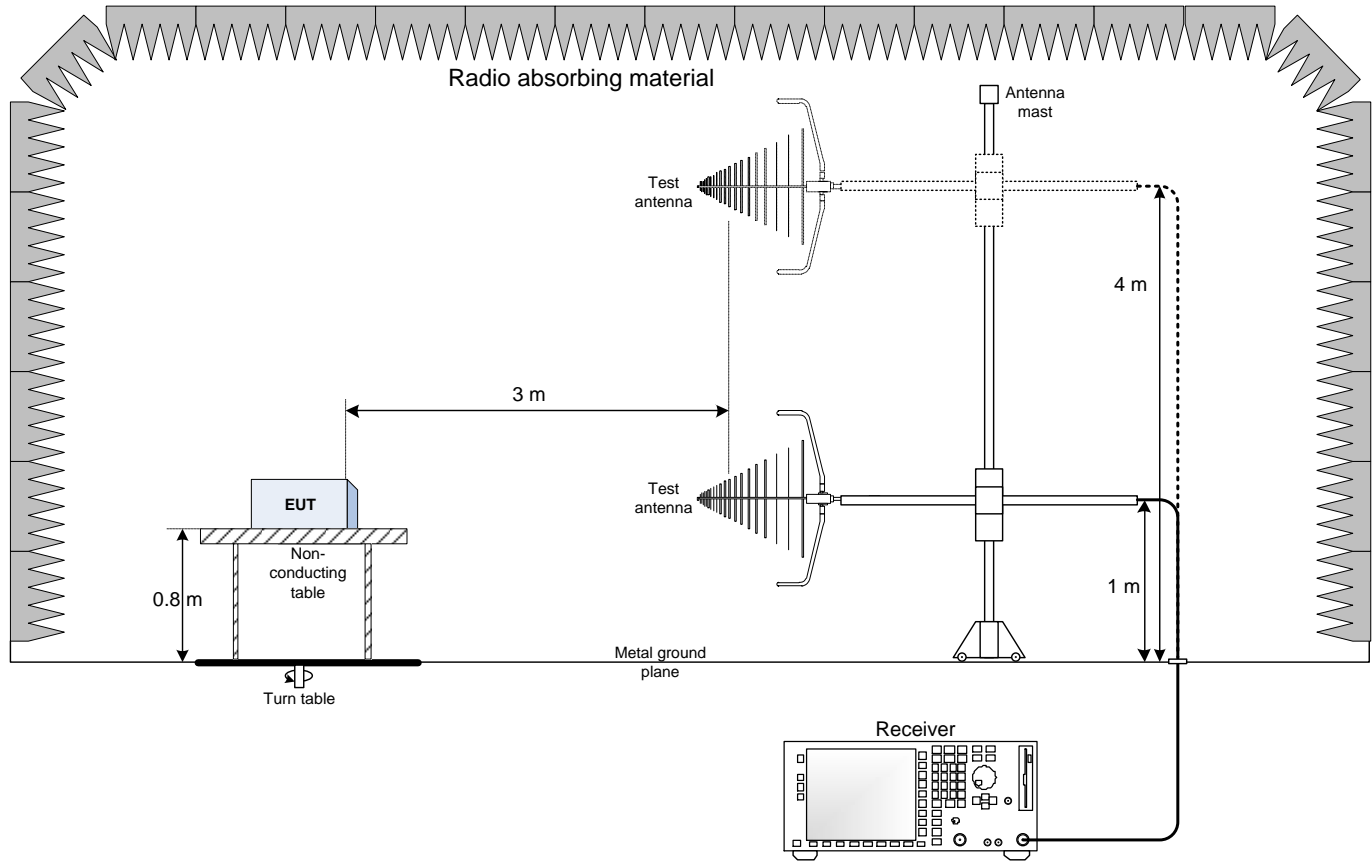 Radio absorbing material
Antenna
mast
Test
antenna
4 m
3 m
Test
antenna
EUT
Non-
conducting
table
0.8 m
1 m
Metal ground
plane
Turn table
Receiver